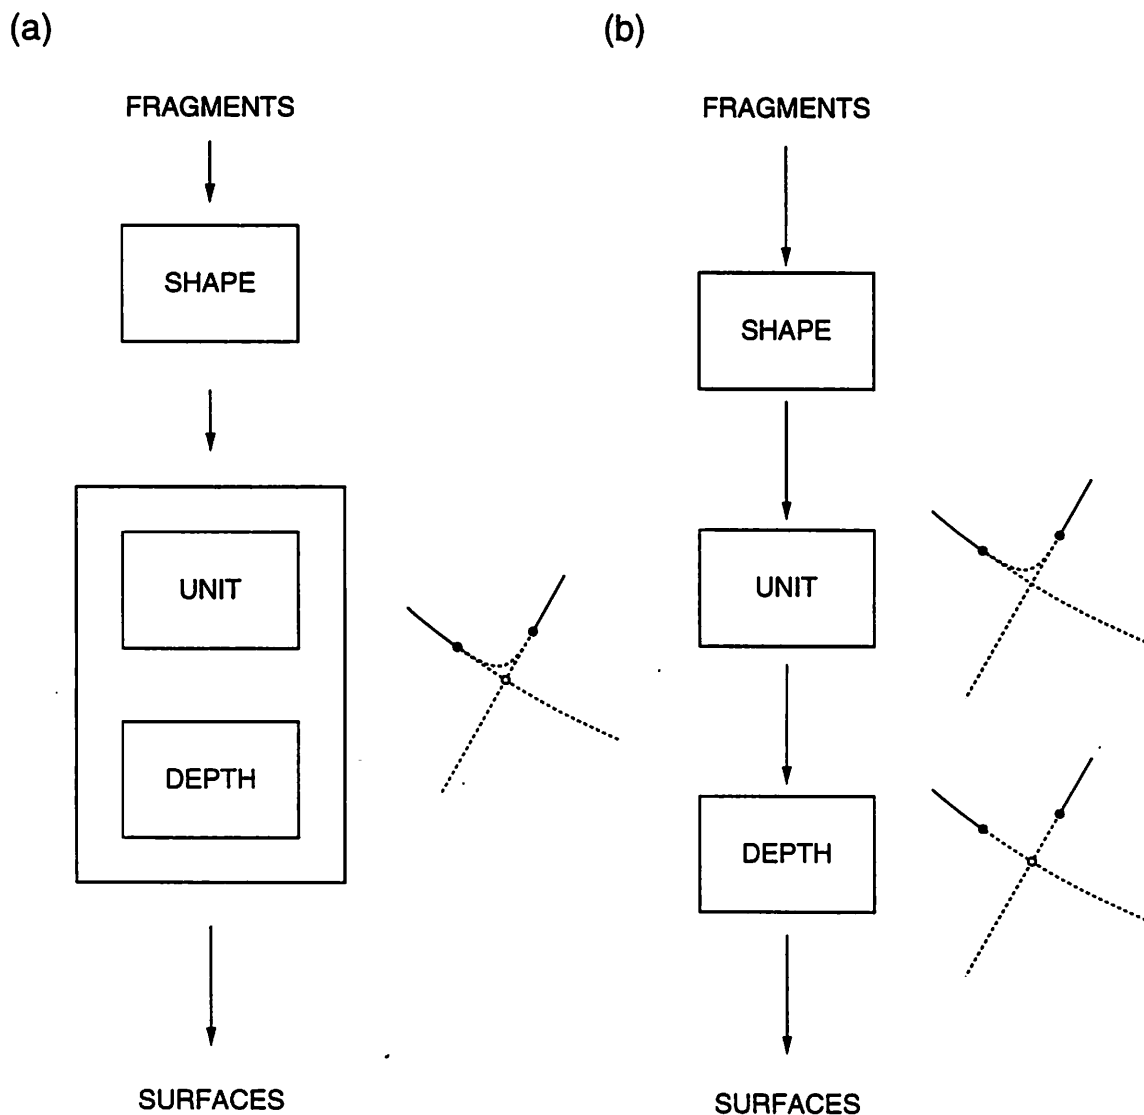 (a)
FRAGMENTS
SHAPE
UNIT
DEPTH
SURFACES
(b)
FRAGMENTS
SHAPE
UNIT
DEPTH
SURFACES